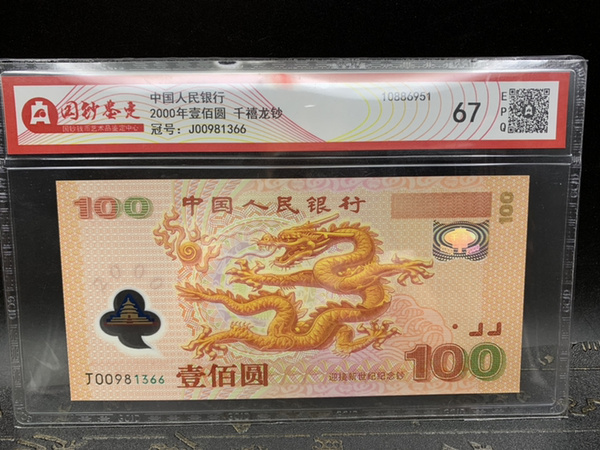 国钞鉴定
国钞钱币艺术品鉴定中心
中国人民银行
2000年壹佰圆 千禧龙钞
冠号：J00981366
10886951
67
EPQ
100
中国人民银行
100
2000
J00981366
壹佰圆
迎接新世纪纪念钞
100